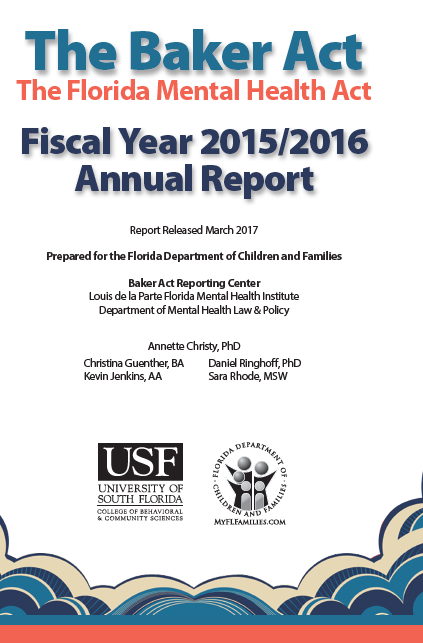 The Baker Act
The Florida Mental Health Act
Fiscal Year 2015/2016
Annual Report
Report Released March 2017
Prepared for the Florida Department of Children and Families
Baker Act Reporting Center
Louis de la Parte Florida Mental Health Institute
Department of Mental Health Law & Policy
Annette Christy, PhD
Christina Guenther, BA Daniel Ringhoff, PhD
Kevin Jenkins, AA Sara Rhode, MSW
USF
UNIVERSITY OF
SOUTH FLORIDA
COLLEGE OF BEHAVIORAL
& COMMUNITY SCIENCES
FLORIDA DEPARTMENT OF
CHILDREN AND FAMILIES
MYFLFAMILIES.COM